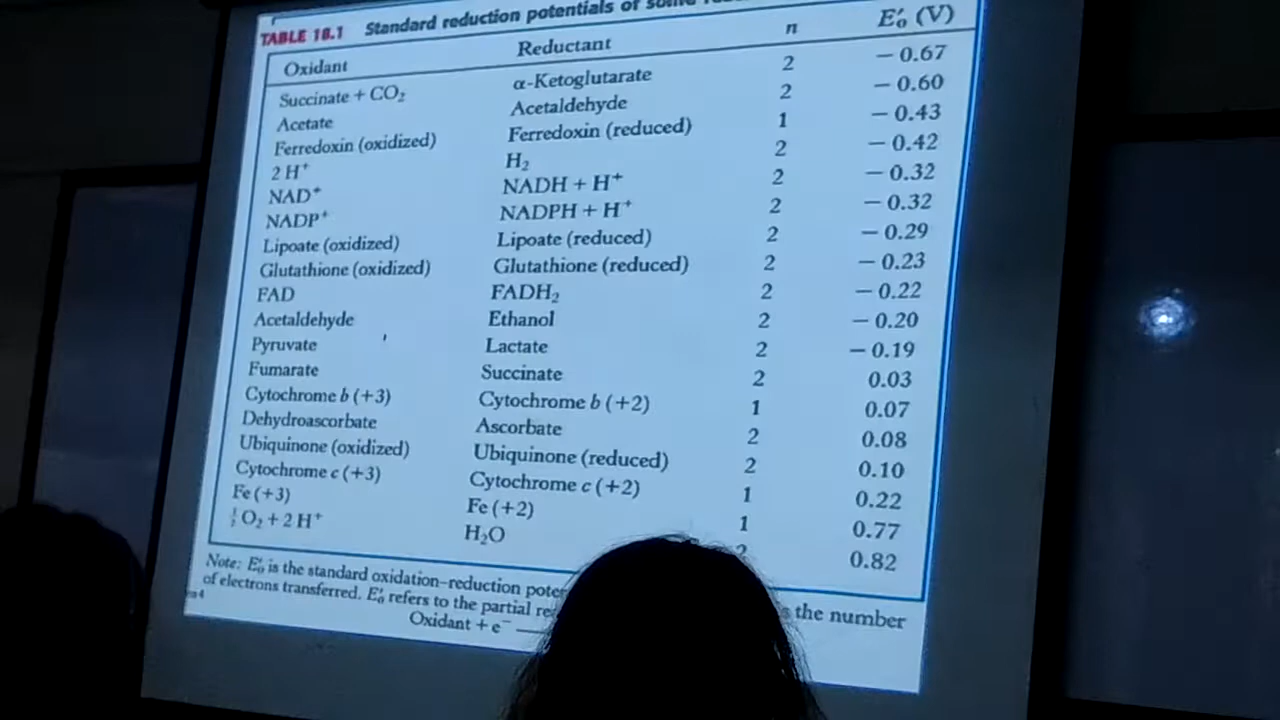 TABLE 18.1 Standard reduction potentials of some
Oxidant Reductant n E′₀ (V)
Succinate + CO₂ α-Ketoglutarate 2 − 0.67
Acetate Acetaldehyde 2 − 0.60
Ferredoxin (oxidized) Ferredoxin (reduced) 1 − 0.43
2 H⁺ H₂ 2 − 0.42
NAD⁺ NADH + H⁺ 2 − 0.32
NADP⁺ NADPH + H⁺ 2 − 0.32
Lipoate (oxidized) Lipoate (reduced) 2 − 0.29
Glutathione (oxidized) Glutathione (reduced) 2 − 0.23
FAD FADH₂ 2 − 0.22
Acetaldehyde Ethanol 2 − 0.20
Pyruvate Lactate 2 − 0.19
Fumarate Succinate 2 0.03
Cytochrome b (+3) Cytochrome b (+2) 1 0.07
Dehydroascorbate Ascorbate 2 0.08
Ubiquinone (oxidized) Ubiquinone (reduced) 2 0.10
Cytochrome c (+3) Cytochrome c (+2) 1 0.22
Fe (+3) Fe (+2) 1 0.77
½ O₂ + 2 H⁺ H₂O 2 0.82
Note: E′₀ is the standard oxidation–reduction the number
of electrons transferred. E′₀ refers to the partial
Oxidant + e⁻